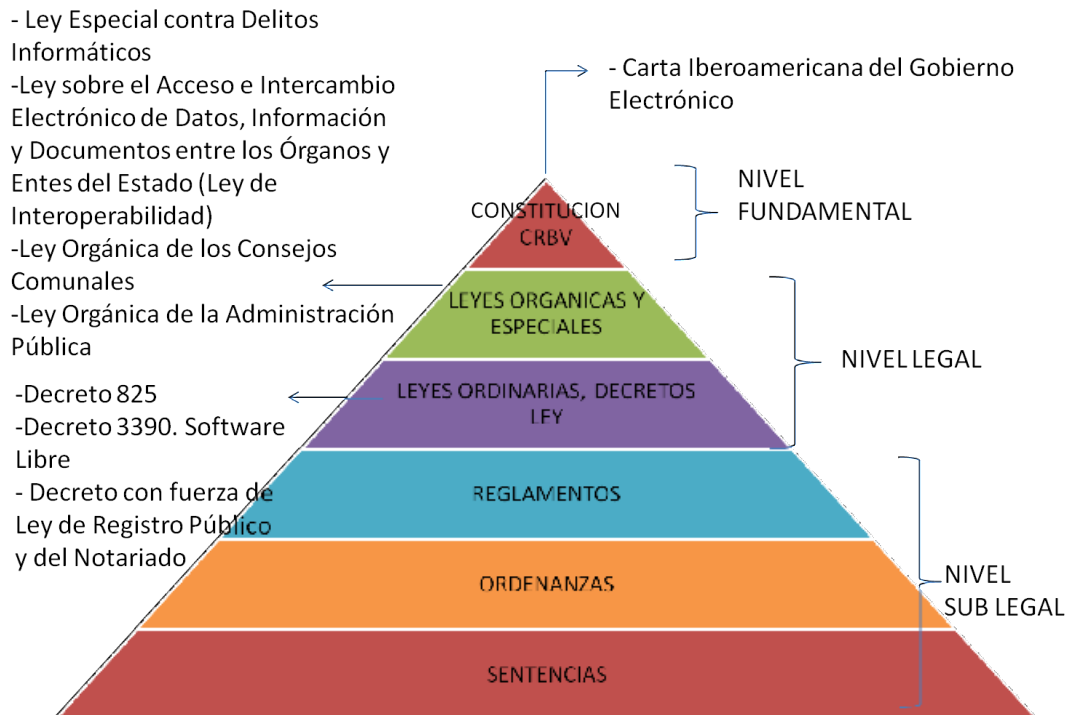 - Ley Especial contra Delitos
Informáticos
-Ley sobre el Acceso e Intercambio
Electrónico de Datos, Información
y Documentos entre los Órganos y
Entes del Estado (Ley de
Interoperabilidad)
-Ley Orgánica de los Consejos
Comunales
-Ley Orgánica de la Administración
Pública
-Decreto 825
-Decreto 3390. Software
Libre
- Decreto con fuerza de
Ley de Registro Público
y del Notariado
- Carta Iberoamericana del Gobierno
Electrónico
CONSTITUCION
CRBV
LEYES ORGANICAS Y
ESPECIALES
LEYES ORDINARIAS, DECRETOS
LEY
REGLAMENTOS
ORDENANZAS
SENTENCIAS
NIVEL
FUNDAMENTAL
NIVEL LEGAL
NIVEL
SUB LEGAL